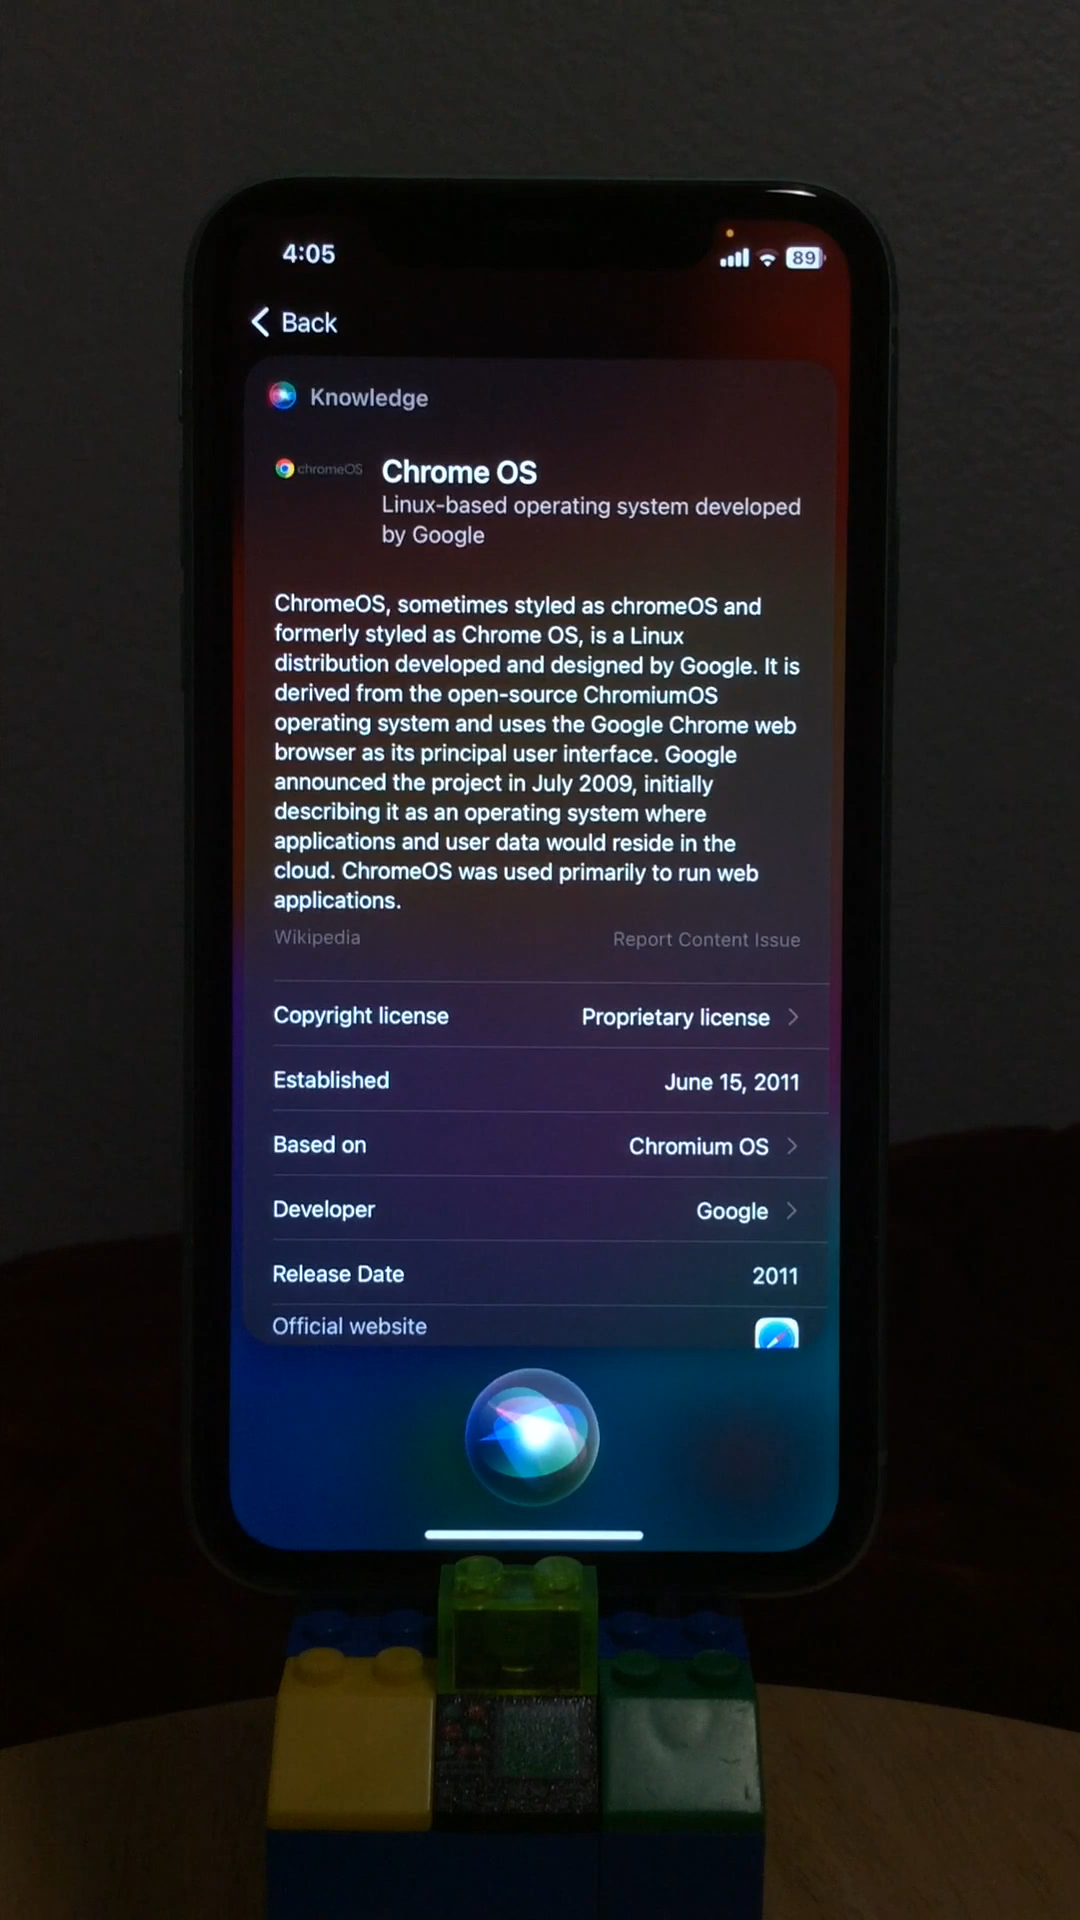 4:05
89
Back
Knowledge
chromeOS
Chrome OS
Linux-based operating system developed
by Google
ChromeOS, sometimes styled as chromeOS and
formerly styled as Chrome OS, is a Linux
distribution developed and designed by Google. It is
derived from the open-source ChromiumOS
operating system and uses the Google Chrome web
browser as its principal user interface. Google
announced the project in July 2009, initially
describing it as an operating system where
applications and user data would reside in the
cloud. ChromeOS was used primarily to run web
applications.
Wikipedia Report Content Issue
Copyright license Proprietary license
Established June 15, 2011
Based on Chromium OS
Developer Google
Release Date 2011
Official website